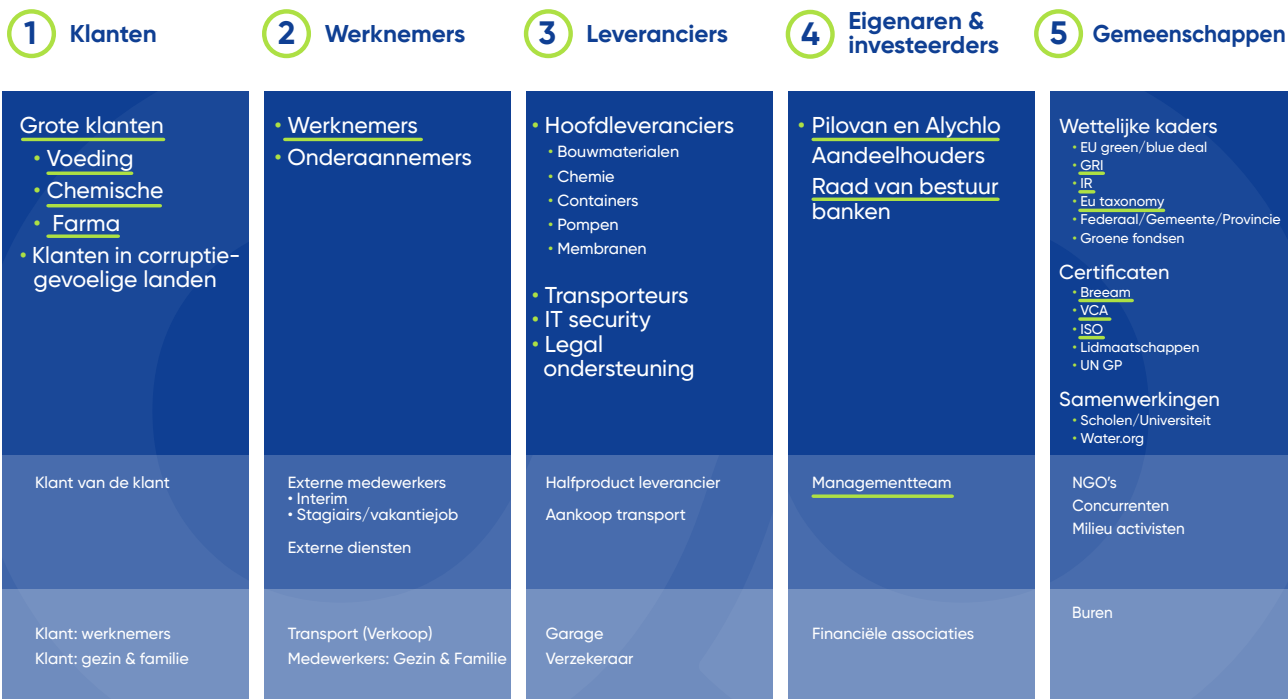 1 Klanten
Grote klanten
• Voeding
• Chemische
• Farma
• Klanten in corruptie-
gevoelige landen
Klant van de klant
Klant: werknemers
Klant: gezin & familie
2 Werknemers
• Werknemers
• Onderaannemers
Externe medewerkers
• Interim
• Stagiairs/vakantiejob
Externe diensten
Transport (Verkoop)
Medewerkers: Gezin & Familie
3 Leveranciers
• Hoofdleveranciers
• Bouwmaterialen
• Chemie
• Containers
• Pompen
• Membranen
• Transporteurs
• IT security
• Legal
ondersteuning
Halfproduct leverancier
Aankoop transport
Garage
Verzekeraar
4 Eigenaren &
investeerders
• Pilovan en Alychlo
Aandeelhouders
Raad van bestuur
banken
Managementteam
Financiële associaties
5 Gemeenschappen
Wettelijke kaders
• EU green/blue deal
• GRI
• IR
• Eu taxonomy
• Federaal/Gemeente/Provincie
• Groene fondsen
Certificaten
• Breeam
• VCA
• ISO
• Lidmaatschappen
• UN GP
Samenwerkingen
• Scholen/Universiteit
• Water.org
NGO's
Concurrenten
Milieu activisten
Buren